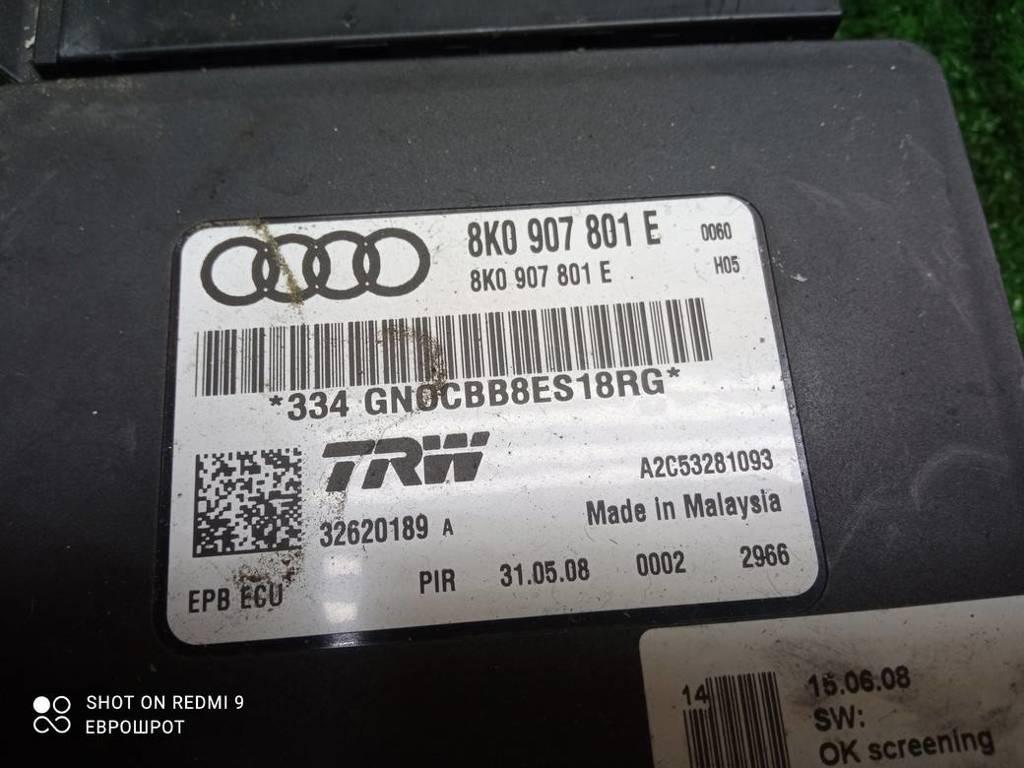 8K0 907 801 E 0060
8K0 907 801 E H05
*334 GN0CBB8ES18RG*
TRW
A2C53281093
32620189 A
Made in Malaysia
EPB ECU PIR 31.05.08 0002 2966
14
16.06.08
SW:
OK screening
SHOT ON REDMI 9
ЕВРОШРОТ